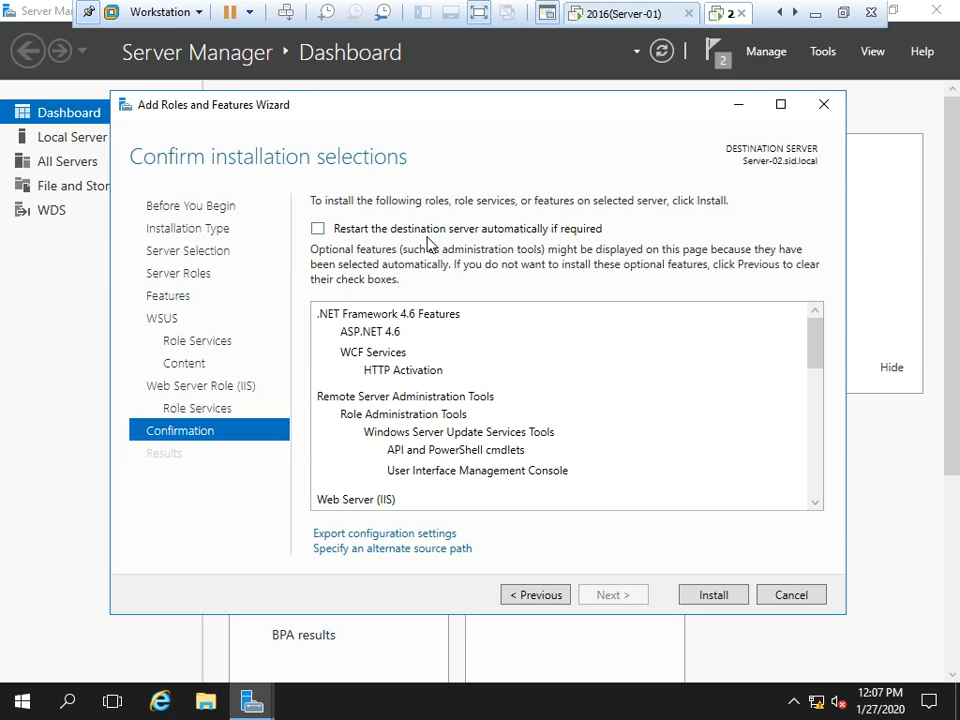 Server Mar
Workstation
2016(Server-01)
2
Server Manager
Dashboard
2
Manage
Tools
View
Help
Dashboard
Local Server
All Servers
File and Stor
WDS
Add Roles and Features Wizard
Confirm installation selections
DESTINATION SERVER
Server-02.sid.local
Before You Begin
Installation Type
Server Selection
Server Roles
Features
WSUS
Role Services
Content
Web Server Role (IIS)
Role Services
Confirmation
Results
To install the following roles, role services, or features on selected server, click Install.
Restart the destination server automatically if required
Optional features (such as administration tools) might be displayed on this page because they have
been selected automatically. If you do not want to install these optional features, click Previous to clear
their check boxes.
.NET Framework 4.6 Features
ASP.NET 4.6
WCF Services
HTTP Activation
Remote Server Administration Tools
Role Administration Tools
Windows Server Update Services Tools
API and PowerShell cmdlets
User Interface Management Console
Web Server (IIS)
Export configuration settings
Specify an alternate source path
< Previous
Next >
Install
Cancel
Hide
BPA results
12:07 PM
1/27/2020